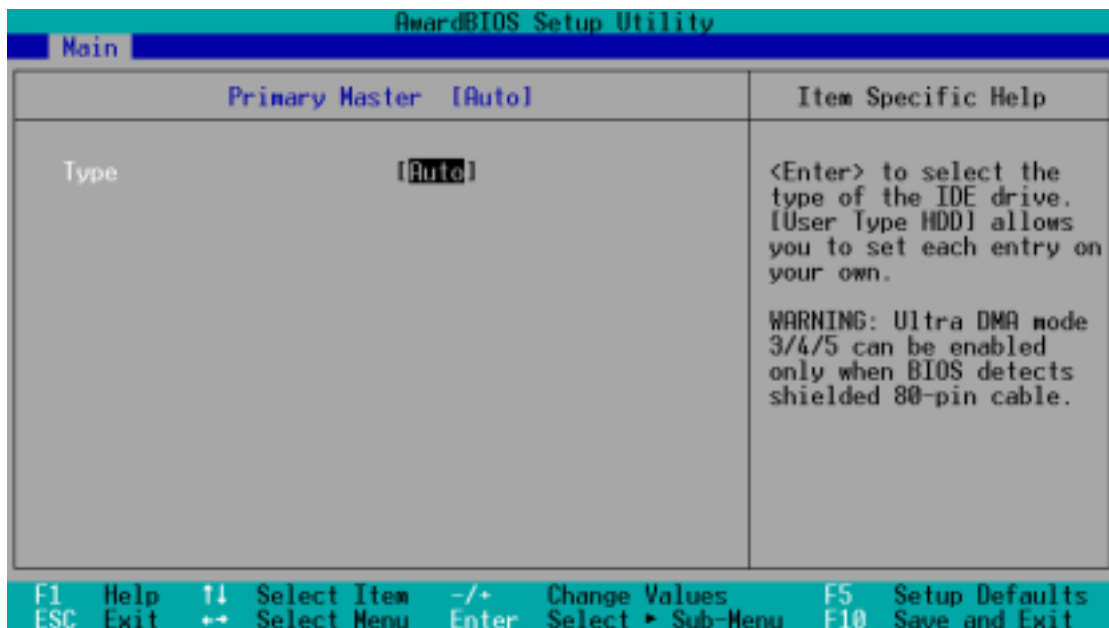 AwardBIOS Setup Utility
Main
Primary Master [Auto]
Item Specific Help
Type [Auto]
<Enter> to select the
type of the IDE drive.
[User Type HDD] allows
you to set each entry on
your own.
WARNING: Ultra DMA mode
3/4/5 can be enabled
only when BIOS detects
shielded 80-pin cable.
F1 Help ↑↓ Select Item -/+ Change Values F5 Setup Defaults
ESC Exit ←→ Select Menu Enter Select ► Sub-Menu F10 Save and Exit